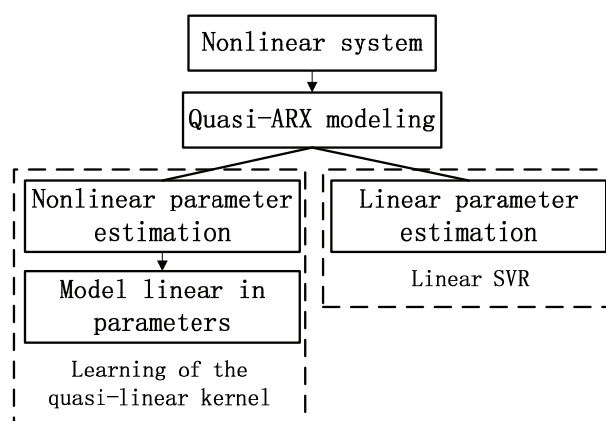 Nonlinear system
Quasi-ARX modeling
Nonlinear parameter
estimation
Model linear in
parameters
Learning of the
quasi-linear kernel
Linear parameter
estimation
Linear SVR